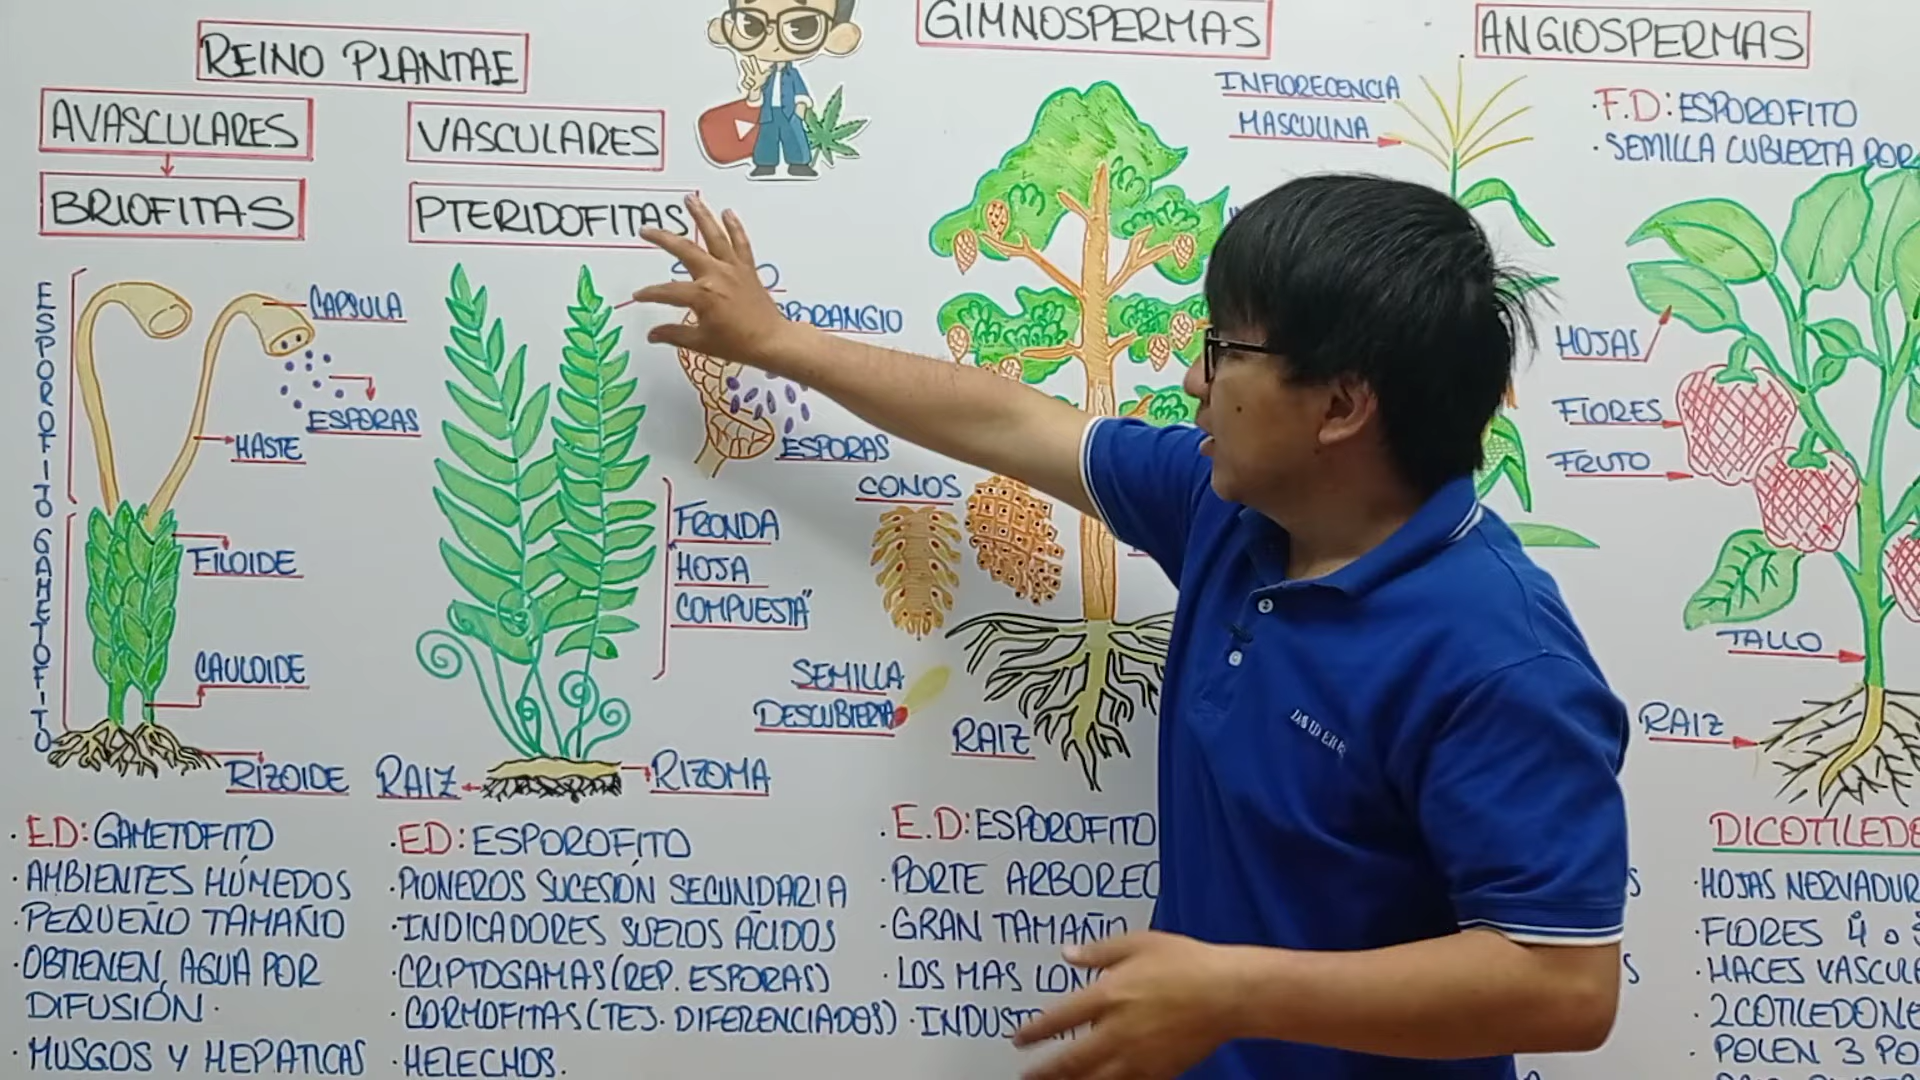 REINO PLANTAE
AVASCULARES
BRIOFITAS
ESPOROFITO
GAMETOFITO
CAPSULA
ESPORAS
HASTE
FILOIDE
CAULOIDE
RIZOIDE
· E.D: GAMETOFITO
· AMBIENTES HÚMEDOS
· PEQUEÑO TAMAÑO
· OBTIENEN AGUA POR
DIFUSIÓN.
· MUSGOS Y HEPATICAS
VASCULARES
PTERIDOFITAS
ESPORAS
FRONDA
"HOJA
COMPUESTA"
RAIZ
RIZOMA
· ED: ESPOROFITO
· PIONEROS SUCESIÓN SECUNDARIA
· INDICADORES SUELOS ÁCIDOS
· CRIPTOGAMAS (REP. ESPORAS)
· CORMOFITAS (TEJ. DIFERENCIADOS)
· HELECHOS.
GIMNOSPERMAS
CONOS
SEMILLA
DESCUBIERTA
RAIZ
· E.D: ESPOROFITO
· PORTE ARBOREO
· GRAN TAMAÑO
· LOS MAS
INFLORECENCIA
MASCULINA
ANGIOSPERMAS
· F.D: ESPOROFITO
· SEMILLA CUBIERTA POR
HOJAS
FLORES
FRUTO
TALLO
RAIZ
· HOJAS
· FLORES 4 o 5
· HACES
· POLEN 3